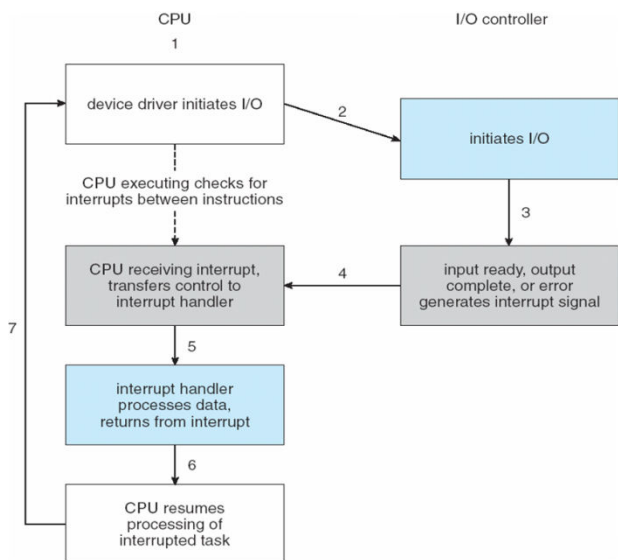 CPU
I/O controller
1
device driver initiates I/O
2
initiates I/O
CPU executing checks for
interrupts between instructions
3
CPU receiving interrupt,
transfers control to
interrupt handler
4
input ready, output
complete, or error
generates interrupt signal
7
5
interrupt handler
processes data,
returns from interrupt
6
CPU resumes
processing of
interrupted task